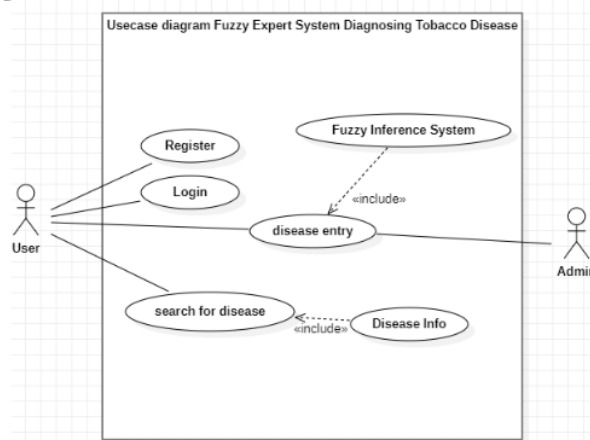 Usecase diagram Fuzzy Expert System Diagnosing Tobacco Disease
Fuzzy Inference System
Register
Login
«include»
disease entry
User
Admin
search for disease
«include»
Disease Info